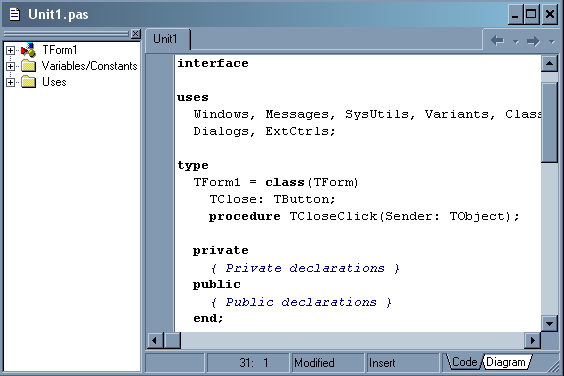 Unit1.pas
TForm1
Variables/Constants
Uses
Unit1
interface
uses
Windows, Messages, SysUtils, Variants, Clas
Dialogs, ExtCtrls;
type
TForm1 = class(TForm)
TClose: TButton;
procedure TCloseClick(Sender: TObject);
private
{ Private declarations }
public
{ Public declarations }
end;
31: 1
Modified
Insert
Code
Diagram